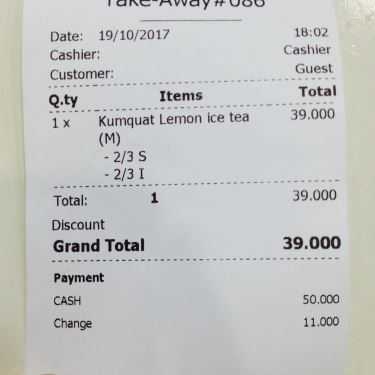 Take-Away#086
Date: 19/10/2017 18:02
Cashier: Cashier
Customer: Guest
Q.ty Items Total
1 x Kumquat Lemon ice tea 39.000
(M)
- 2/3 S
- 2/3 I
Total: 1 39.000
Discount
Grand Total 39.000
Payment
CASH 50.000
Change 11.000